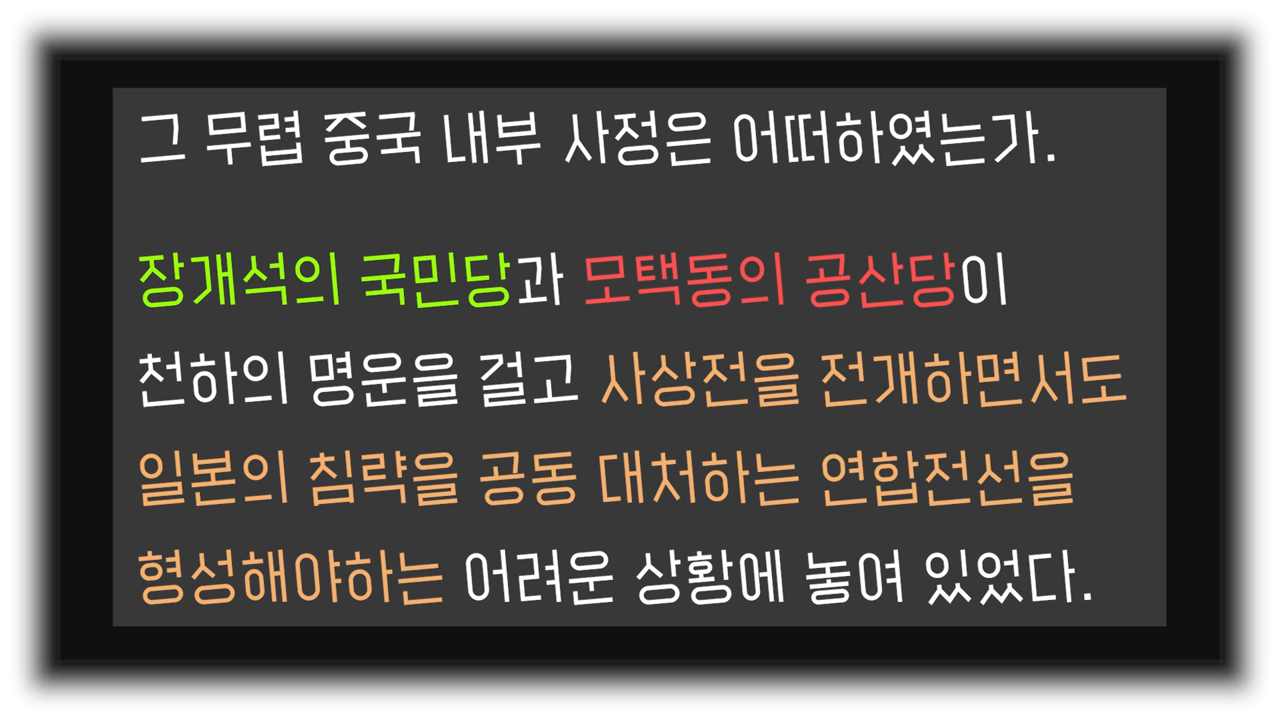 그 무렵 중국 내부 사정은 어떠하였는가.
장개석의 국민당과 모택동의 공산당이
천하의 명운을 걸고 사상전을 전개하면서도
일본의 침략을 공동 대처하는 연합전선을
형성해야하는 어려운 상황에 놓여 있었다.